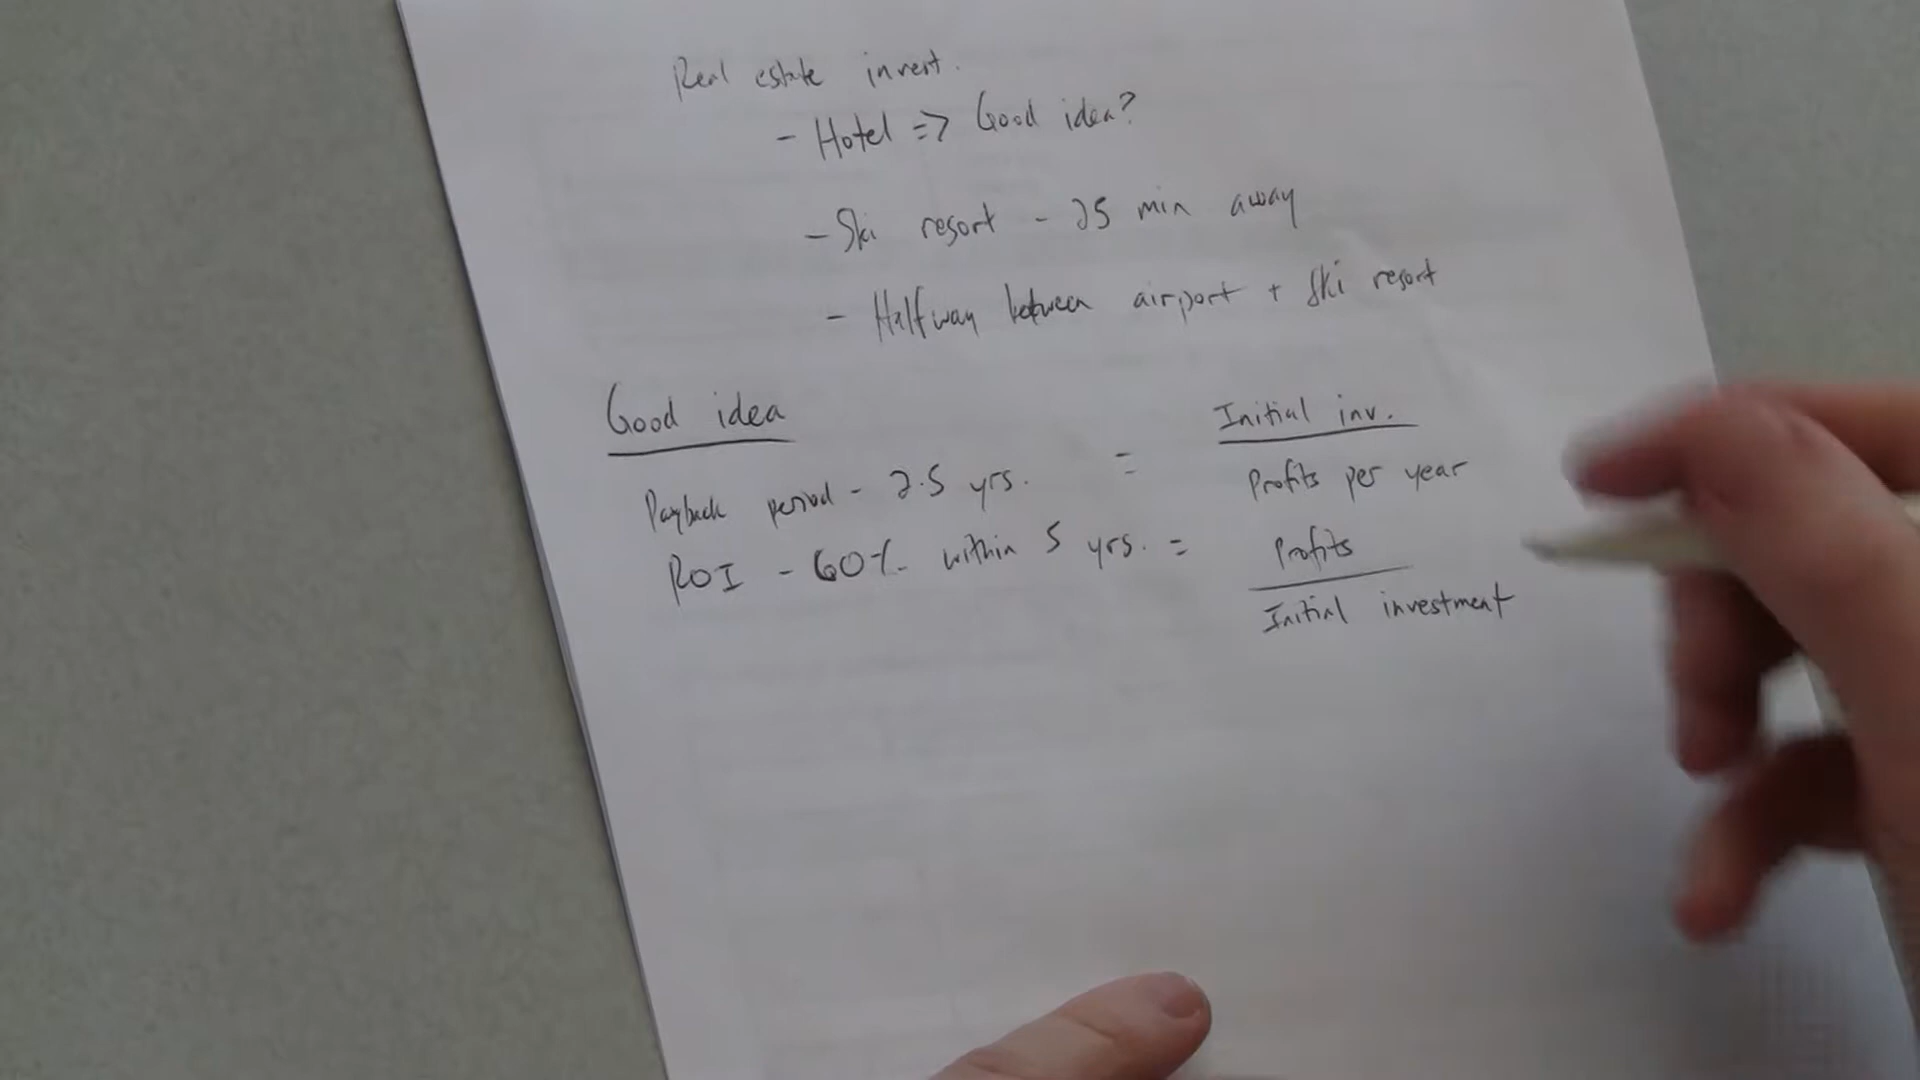 Real estate invest.
- Hotel => Good idea?
- Ski resort - 25 min away
- Halfway between airport + Ski resort
Good idea
Payback period - 2.5 yrs. = Initial inv.
Profits per year
ROI - 60% within 5 yrs. = Profits
Initial investment